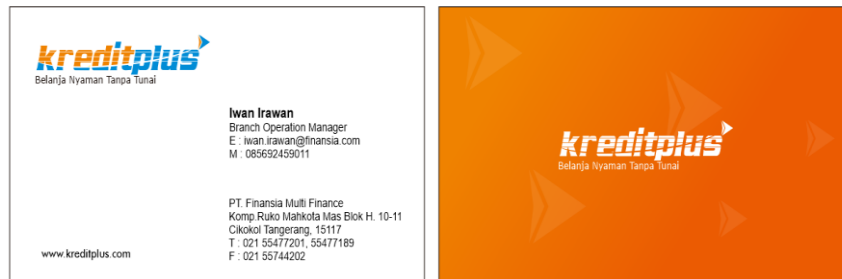 kreditplus
Belanja Nyaman Tanpa Tunai
Iwan Irawan
Branch Operation Manager
E : iwan.irawan@finansia.com
M : 085692459011
PT. Finansia Multi Finance
Komp.Ruko Mahkota Mas Blok H. 10-11
Cikokol Tangerang, 15117
T : 021 55477201, 55477189
F : 021 55744202
www.kreditplus.com
kreditplus
Belanja Nyaman Tanpa Tunai